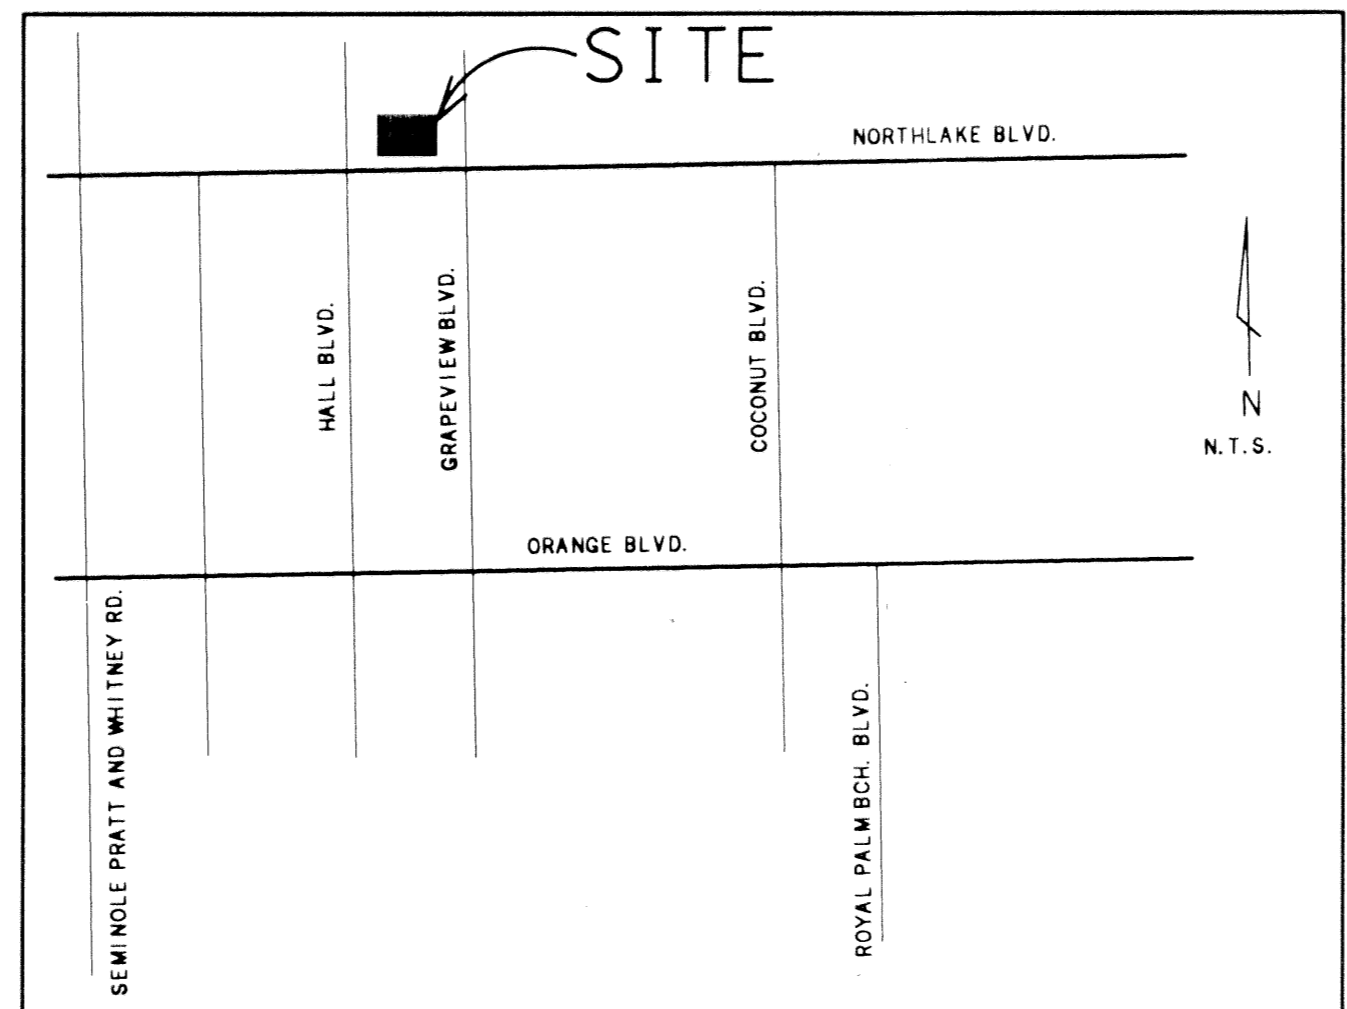 SITE
NORTHLAKE BLVD.
HALL BLVD.
GRAPEVIEW BLVD.
COCONUT BLVD.
N
N.T.S.
ORANGE BLVD.
SEMINOLE PRATT AND WHITNEY RD.
ROYAL PALM BCH. BLVD.